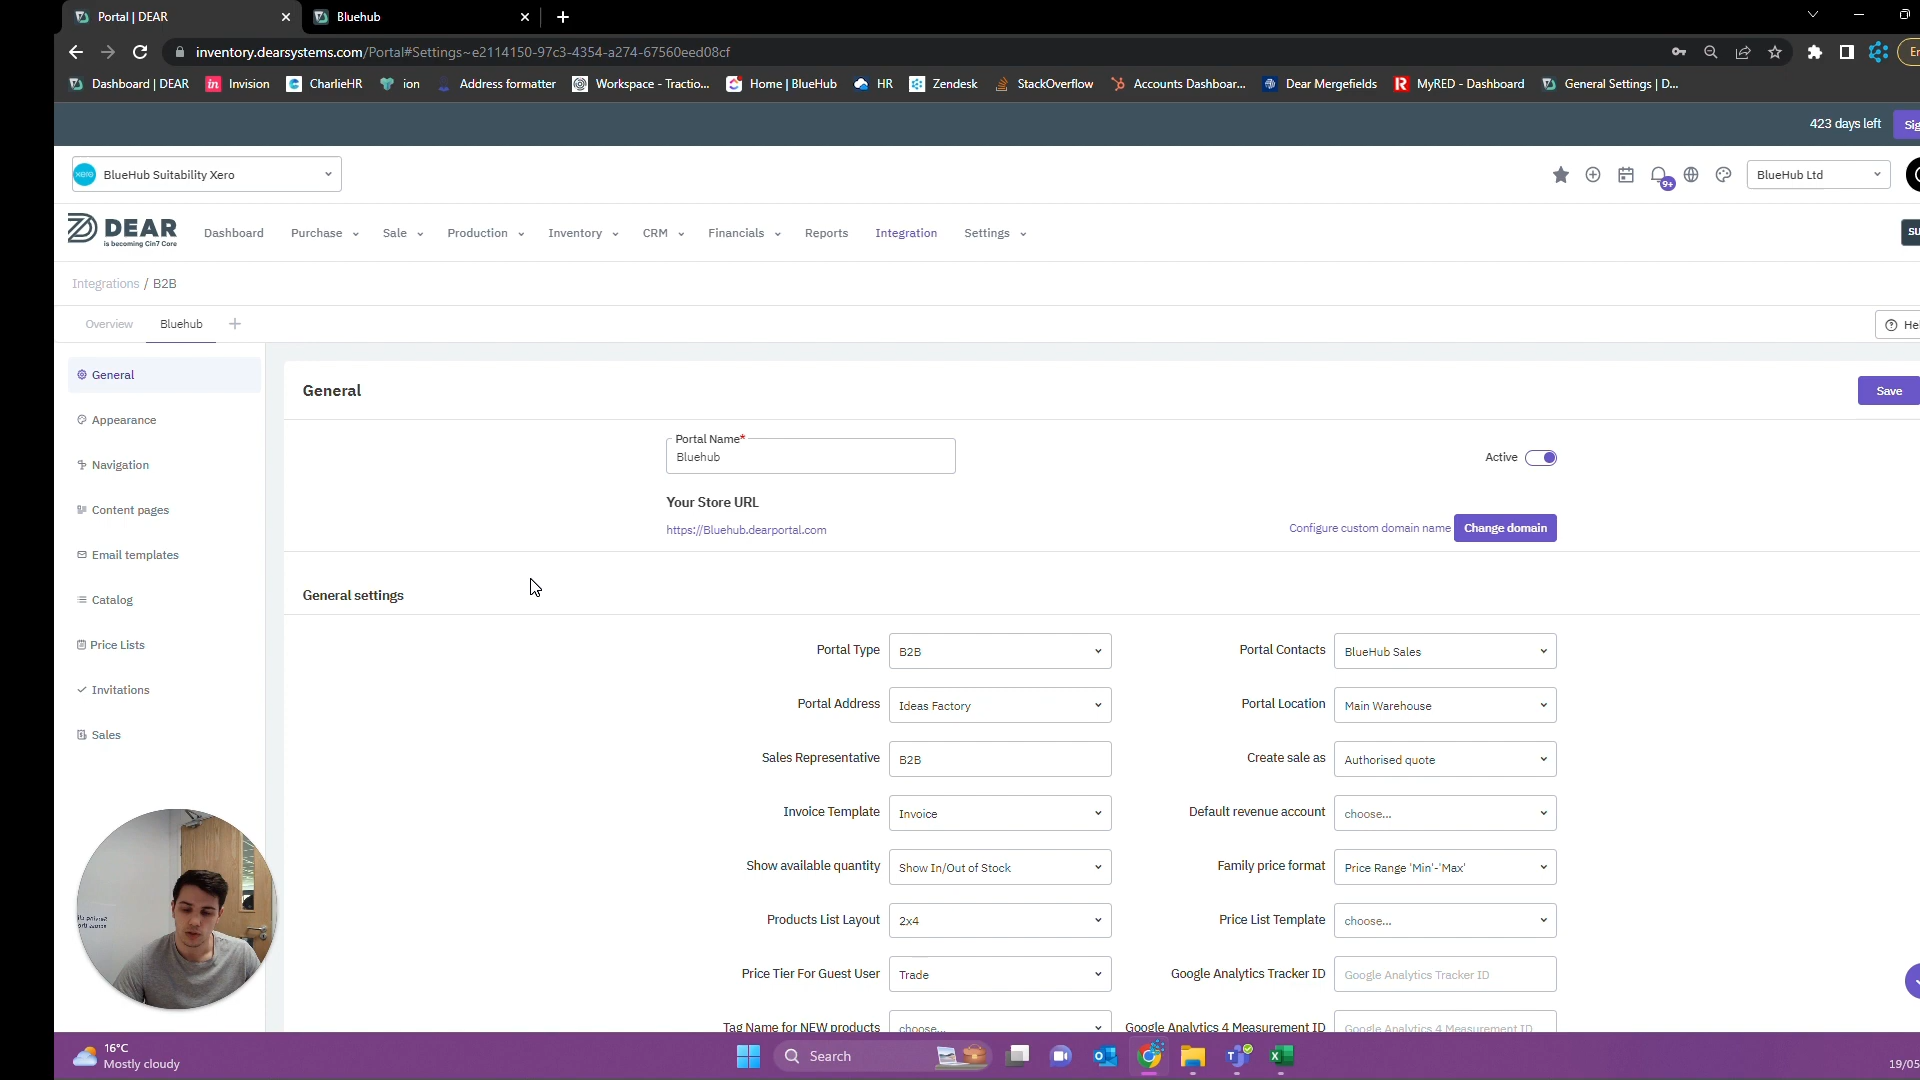 Portal | DEAR
Bluehub
inventory.dearsystems.com/Portal#Settings~e2114150-97c3-4354-a274-67560eed08cf
Dashboard | DEAR
Invision
CharlieHR
ion
Address formatter
Workspace - Tractio...
Home | BlueHub
HR
Zendesk
StackOverflow
Accounts Dashboar...
Dear Mergefields
MyRED - Dashboard
General Settings | D...
423 days left
BlueHub Suitability Xero
9+
BlueHub Ltd
DEAR
is becoming Cin7 Core
Dashboard
Purchase
Sale
Production
Inventory
CRM
Financials
Reports
Integration
Settings
Integrations / B2B
Overview
Bluehub
General
Appearance
Navigation
Content pages
Email templates
Catalog
Price Lists
Invitations
Sales
General
Save
Portal Name*
Bluehub
Active
Your Store URL
https://Bluehub.dearportal.com
Configure custom domain name
Change domain
General settings
Portal Type
B2B
Portal Contacts
BlueHub Sales
Portal Address
Ideas Factory
Portal Location
Main Warehouse
Sales Representative
B2B
Create sale as
Authorised quote
Invoice Template
Invoice
Default revenue account
choose...
Show available quantity
Show In/Out of Stock
Family price format
Price Range 'Min'-'Max'
Products List Layout
2x4
Price List Template
choose...
Price Tier For Guest User
Trade
Google Analytics Tracker ID
Google Analytics Tracker ID
Tag Name for NEW products
choose...
Google Analytics 4 Measurement ID
Google Analytics 4 Measurement ID
16°C
Mostly cloudy
Search
19/05